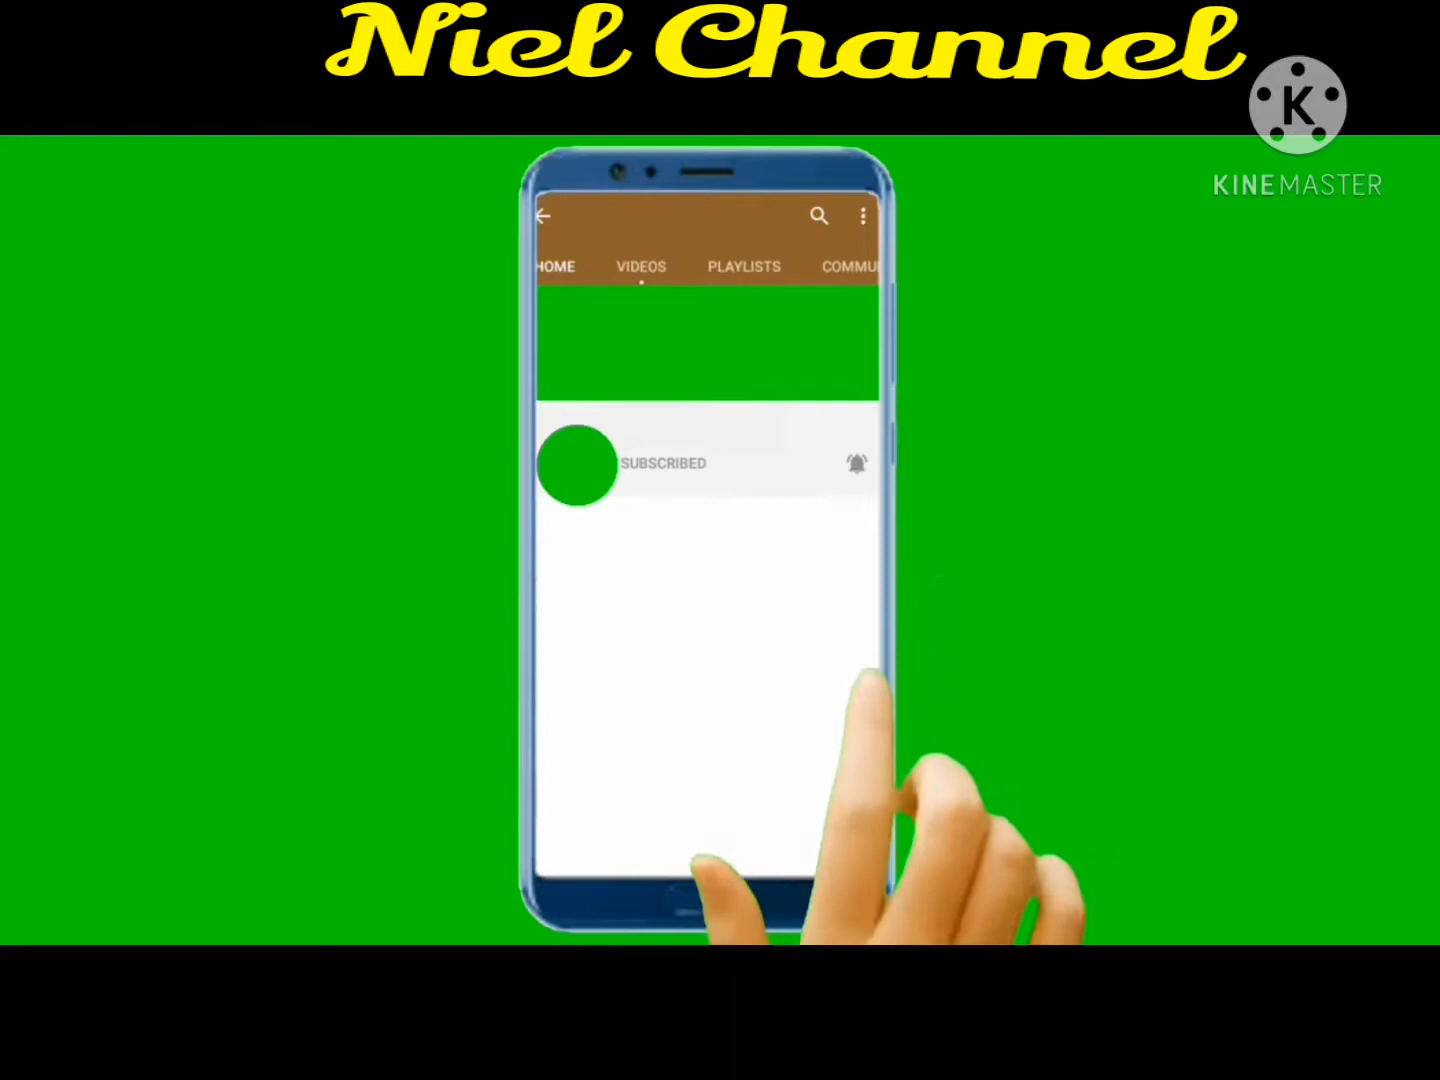 Niel Channel
K
KINEMASTER
HOME VIDEOS PLAYLISTS COMMU
SUBSCRIBED